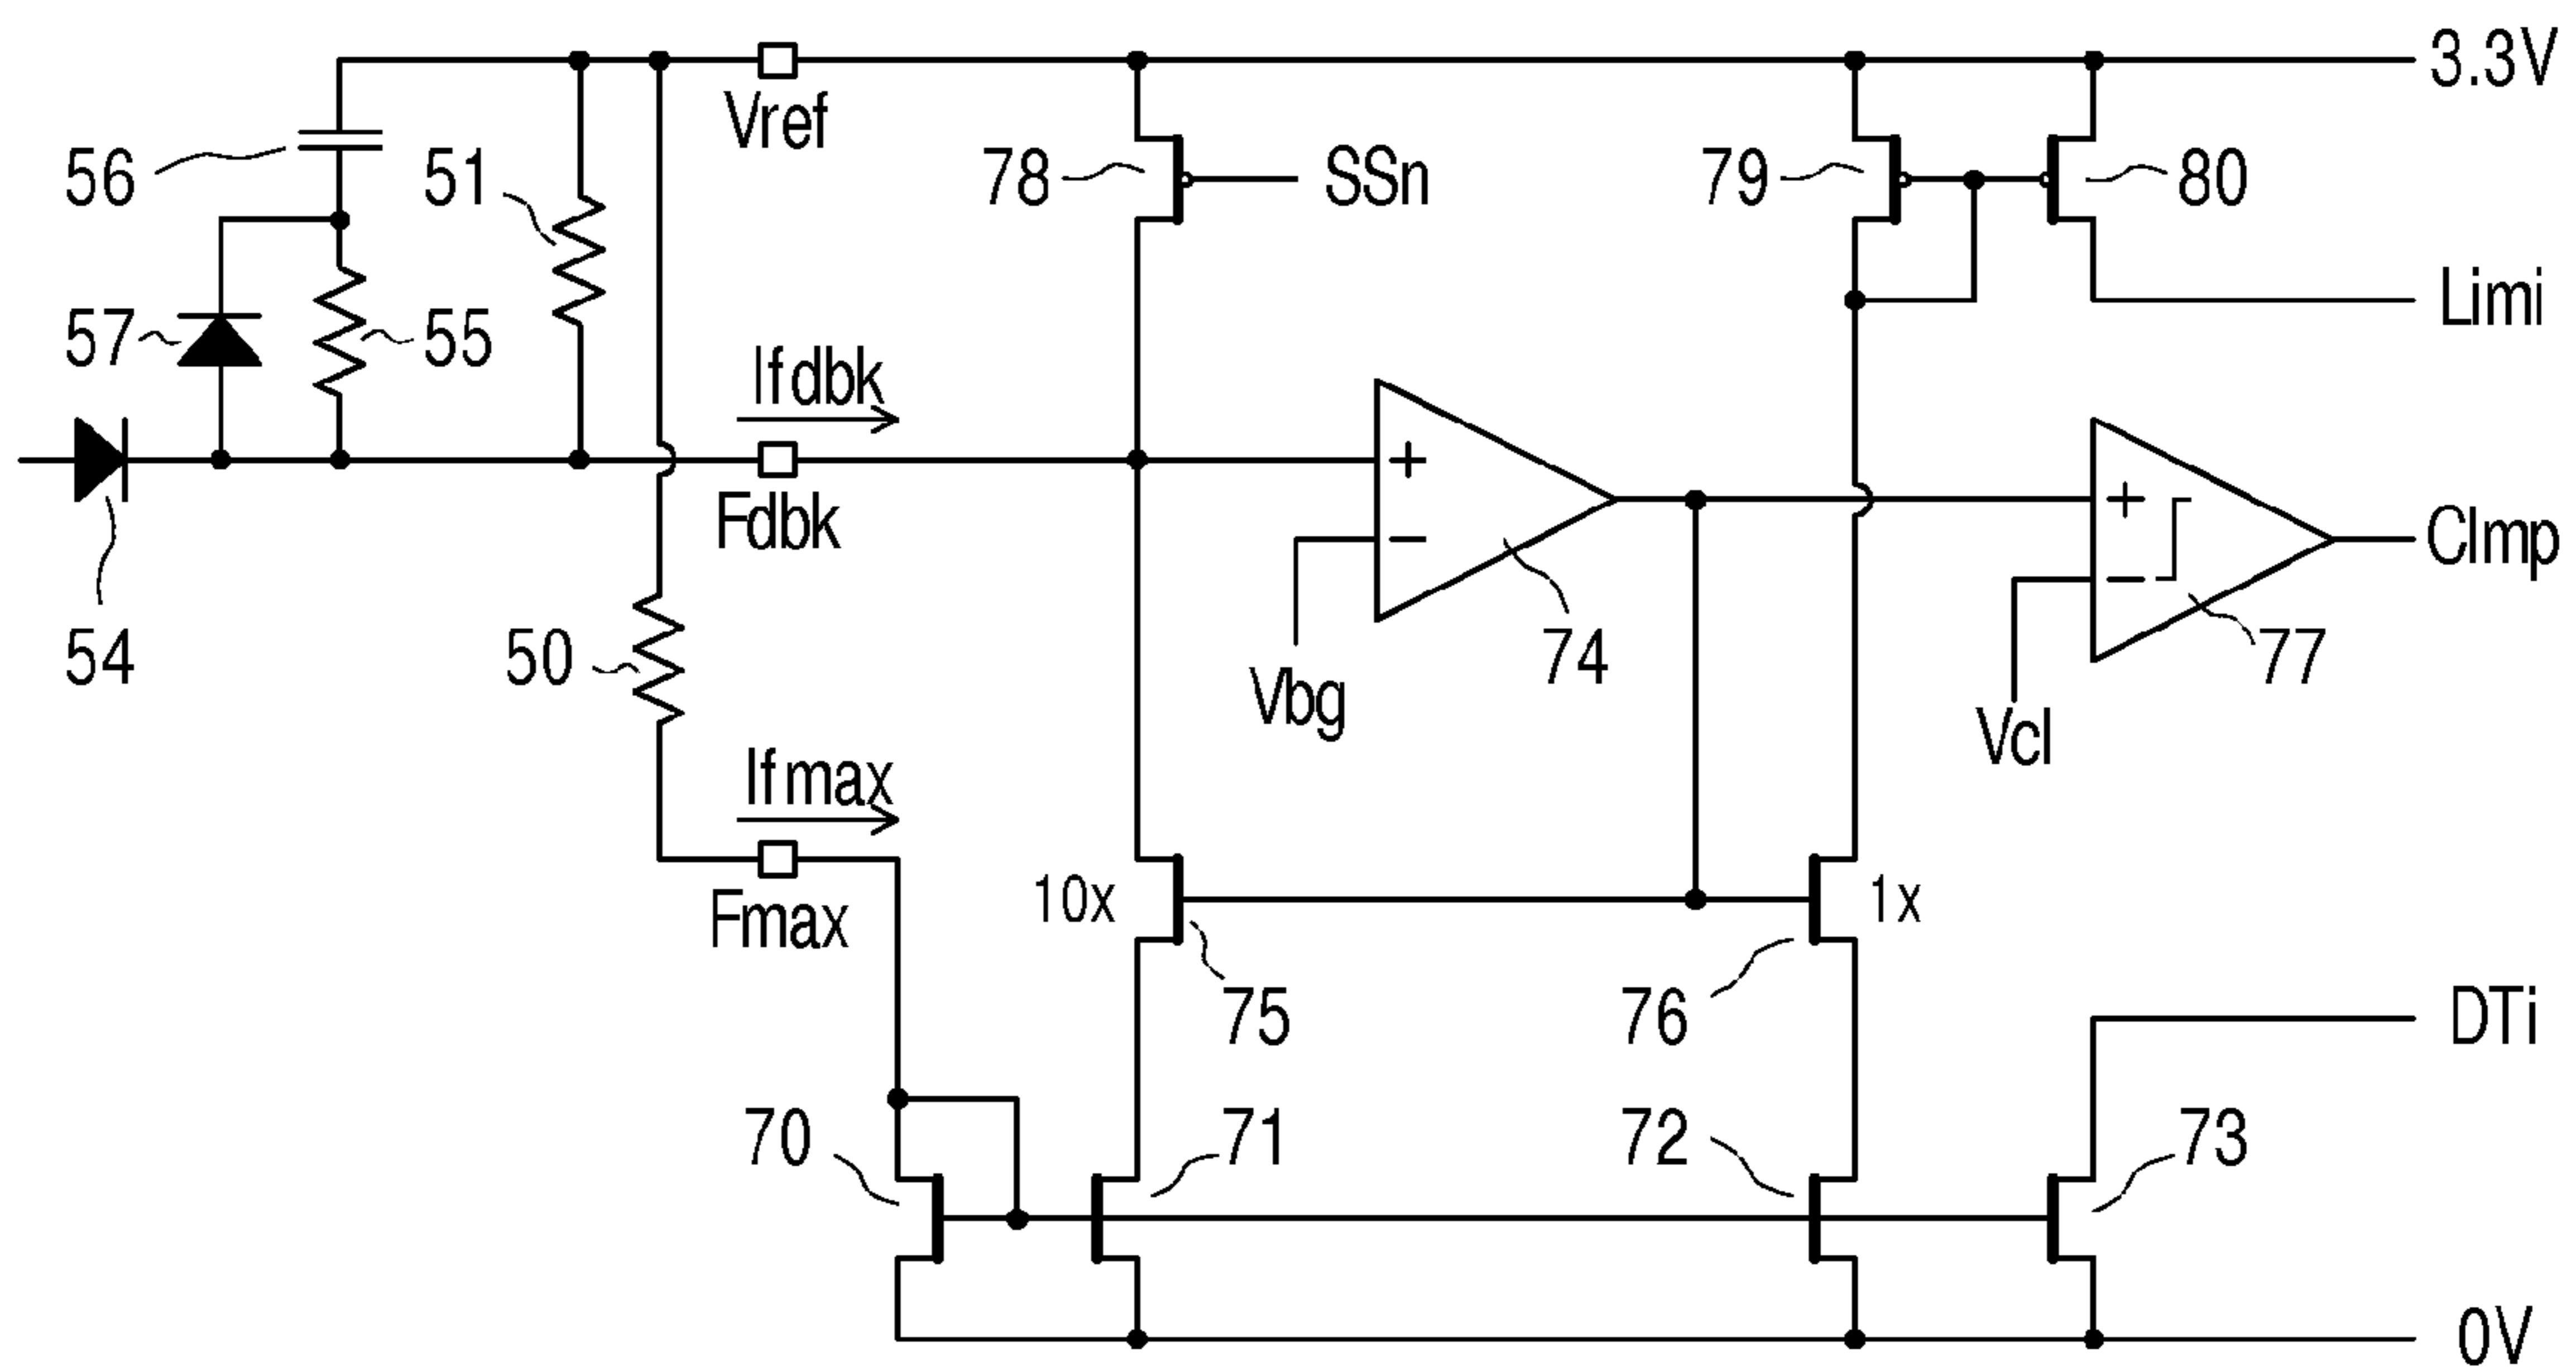 3.3V
Vref
56
51
78
SSn
79
80
Limi
57
55
Ifdbk
Fdbk
CImp
54
50
74
77
Vbg
Vcl
Ifmax
Fmax
10x
1x
75
76
DTi
70
71
72
73
0V